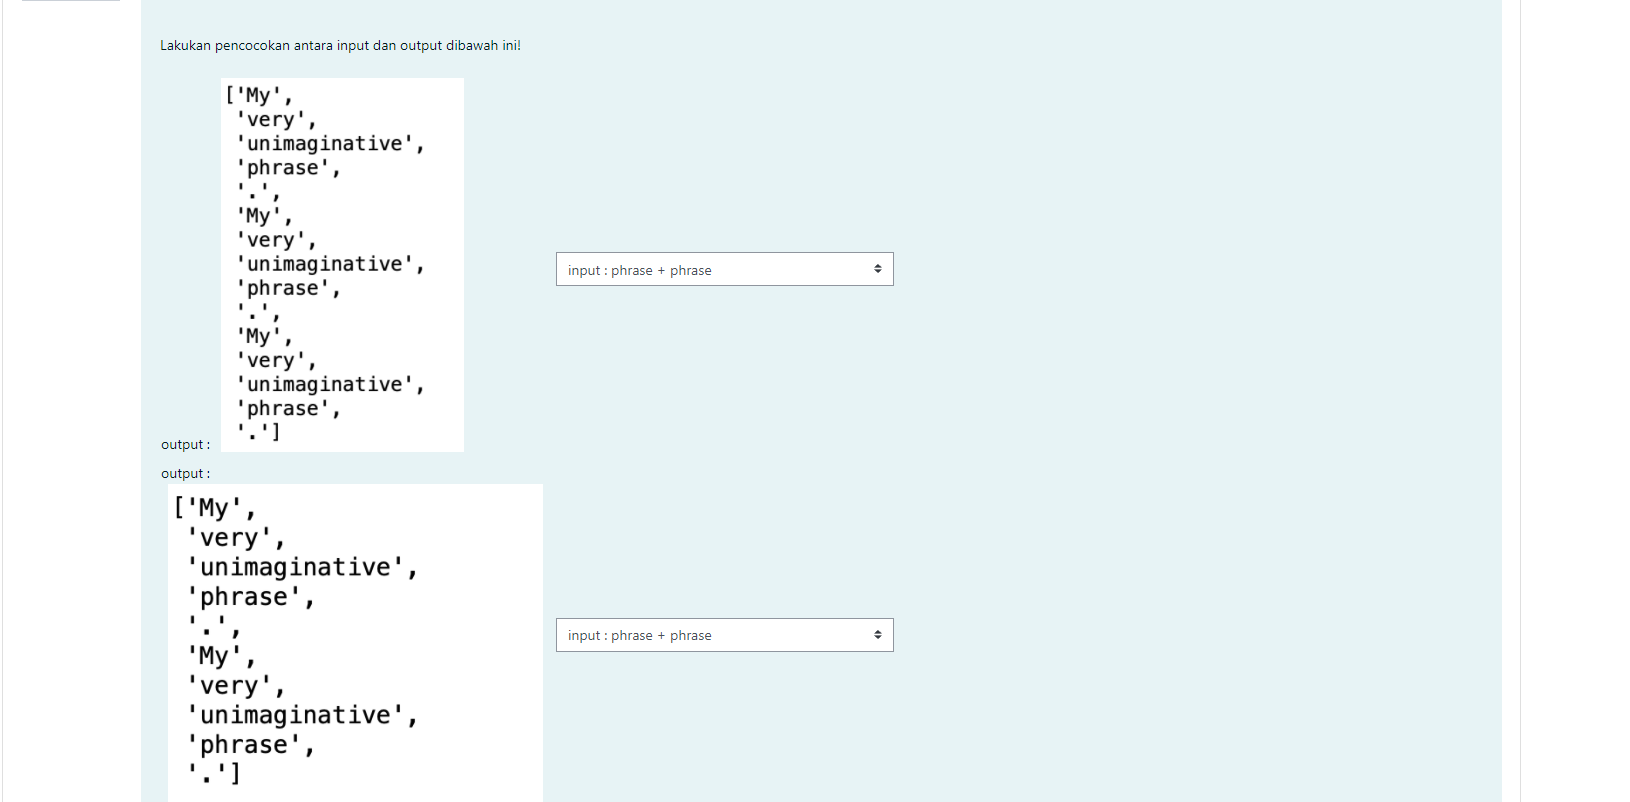 Lakukan pencocokan antara input dan output dibawah ini!
['My',
'very',
'unimaginative',
'phrase',
'.',
'My',
'very',
'unimaginative',
'phrase',
'.',
'My',
'very',
'unimaginative',
'phrase',
'.']
output :
input : phrase + phrase
output :
['My',
'very',
'unimaginative',
'phrase',
'.',
'My',
'very',
'unimaginative',
'phrase',
'.']
input : phrase + phrase